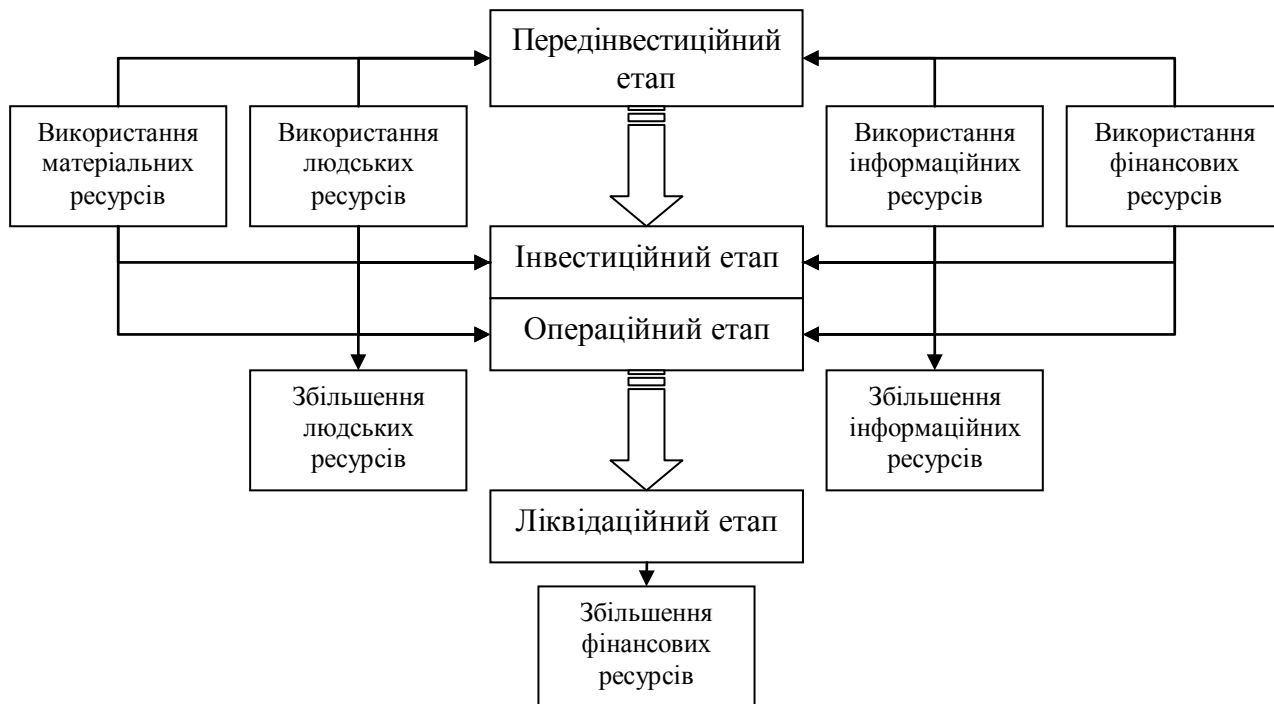 Передінвестиційний
етап
Використання
матеріальних
ресурсів
Використання
людських
ресурсів
Використання
інформаційних
ресурсів
Використання
фінансових
ресурсів
Інвестиційний етап
Операційний етап
Збільшення
людських
ресурсів
Збільшення
інформаційних
ресурсів
Ліквідаційний етап
Збільшення
фінансових
ресурсів